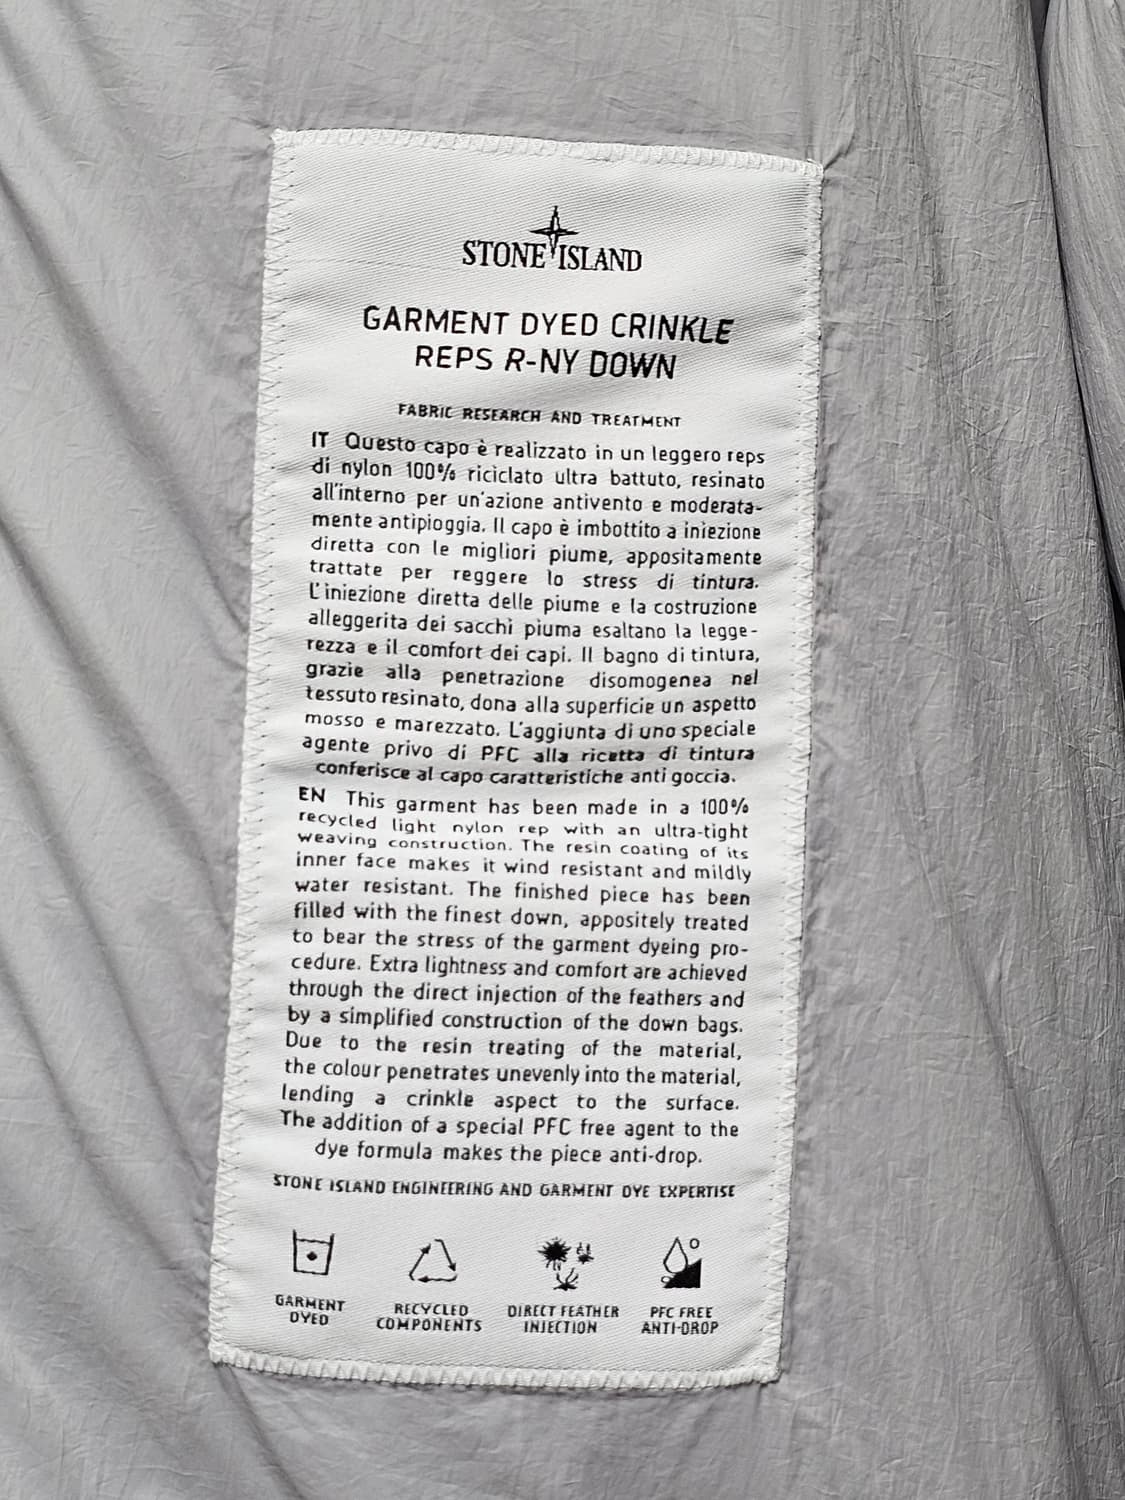 STONE ISLAND
GARMENT DYED CRINKLE
REPS R-NY DOWN
FABRIC RESEARCH AND TREATMENT
IT Questo capo è realizzato in un leggero reps
di nylon 100% riciclato ultra battuto, resinato
all'interno per un'azione antivento e moderata-
mente antipioggia. Il capo è imbottito a iniezione
diretta con le migliori piume, appositamente
trattate per reggere lo stress di tintura.
L'iniezione diretta delle piume e la costruzione
alleggerita dei sacchi piuma esaltano la legge-
rezza e il comfort dei capi. Il bagno di tintura,
grazie alla penetrazione disomogenea nel
tessuto resinato, dona alla superficie un aspetto
mosso e marezzato. L'aggiunta di uno speciale
agente privo di PFC alla ricetta di tintura
conferisce al capo caratteristiche anti goccia.
EN This garment has been made in a 100%
recycled light nylon rep with an ultra-tight
weaving construction. The resin coating of its
inner face makes it wind resistant and mildly
water resistant. The finished piece has been
filled with the finest down, appositely treated
to bear the stress of the garment dyeing pro-
cedure. Extra lightness and comfort are achieved
through the direct injection of the feathers and
by a simplified construction of the down bags.
Due to the resin treating of the material,
the colour penetrates unevenly into the material,
lending a crinkle aspect to the surface.
The addition of a special PFC free agent to the
dye formula makes the piece anti-drop.
STONE ISLAND ENGINEERING AND GARMENT DYE EXPERTISE
GARMENT DYED
RECYCLED COMPONENTS
DIRECT FEATHER INJECTION
PFC FREE ANTI-DROP